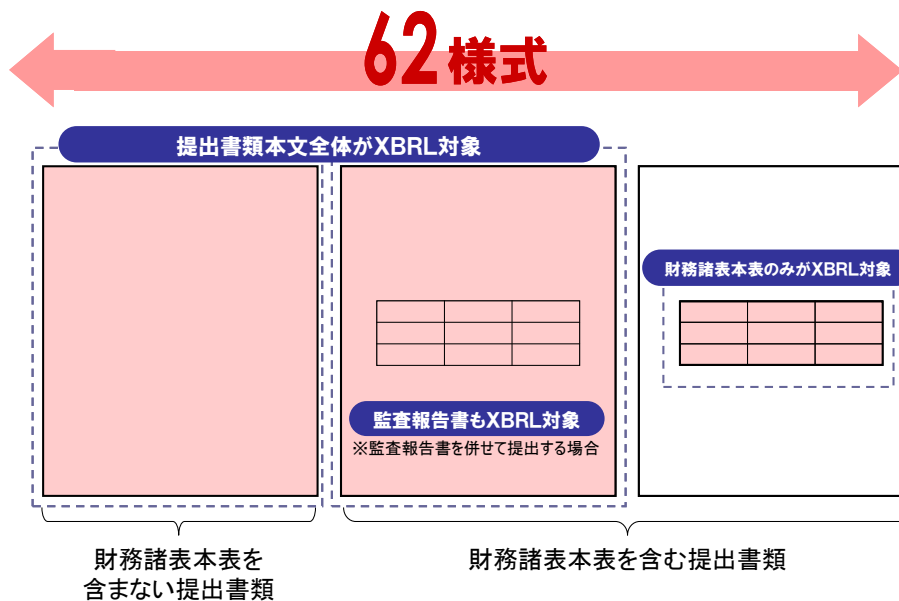 62様式
提出書類本文全体がXBRL対象
財務諸表本表のみがXBRL対象
監査報告書もXBRL対象
※監査報告書を併せて提出する場合
財務諸表本表を
含まない提出書類
財務諸表本表を含む提出書類